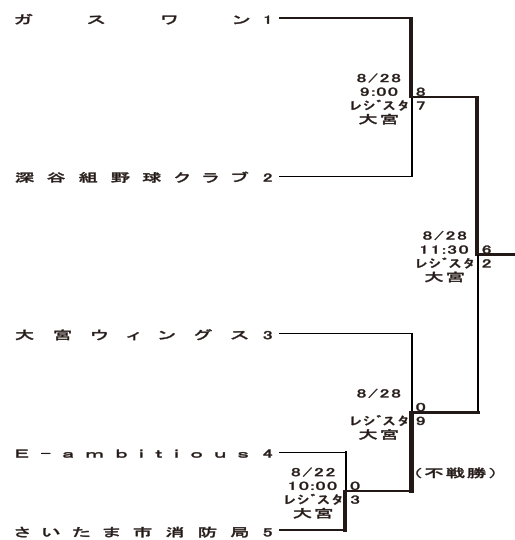 ガスワン 1
8/28
9:00 8
レジスタ 7
大宮
深谷組野球クラブ 2
8/28
11:30 6
レジスタ 2
大宮
大宮ウィングス 3
8/28
0
レジスタ 9
大宮
E-ambitious 4
8/22
(不戦勝)
10:00 0
レジスタ 3
大宮
さいたま市消防局 5